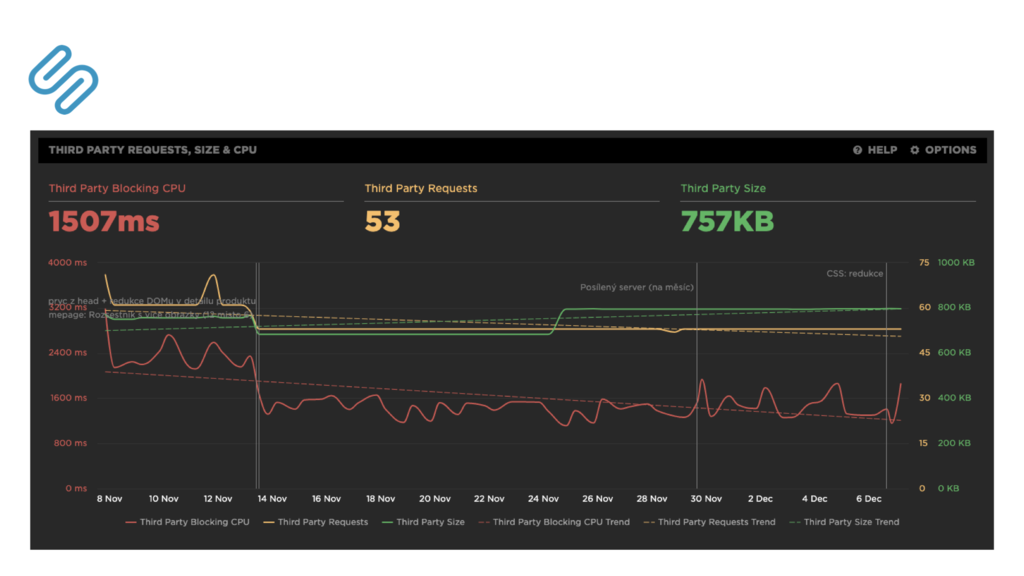 THIRD PARTY REQUESTS, SIZE & CPU
HELP
OPTIONS
Third Party Blocking CPU
1507ms
Third Party Requests
53
Third Party Size
757KB
4000 ms
3200 ms
2400 ms
1600 ms
800 ms
0 ms
pryc z head + redukce DOMu v detailu produktu
mepage: Rozcestník s více
Posílený server (na měsíc)
CSS: redukce
75 1000 KB
60 800 KB
45 600 KB
30 400 KB
15 200 KB
0 0 KB
8 Nov 10 Nov 12 Nov 14 Nov 16 Nov 18 Nov 20 Nov 22 Nov 24 Nov 26 Nov 28 Nov 30 Nov 2 Dec 4 Dec 6 Dec
Third Party Blocking CPU Third Party Requests Third Party Size Third Party Blocking CPU Trend Third Party Requests Trend Third Party Size Trend